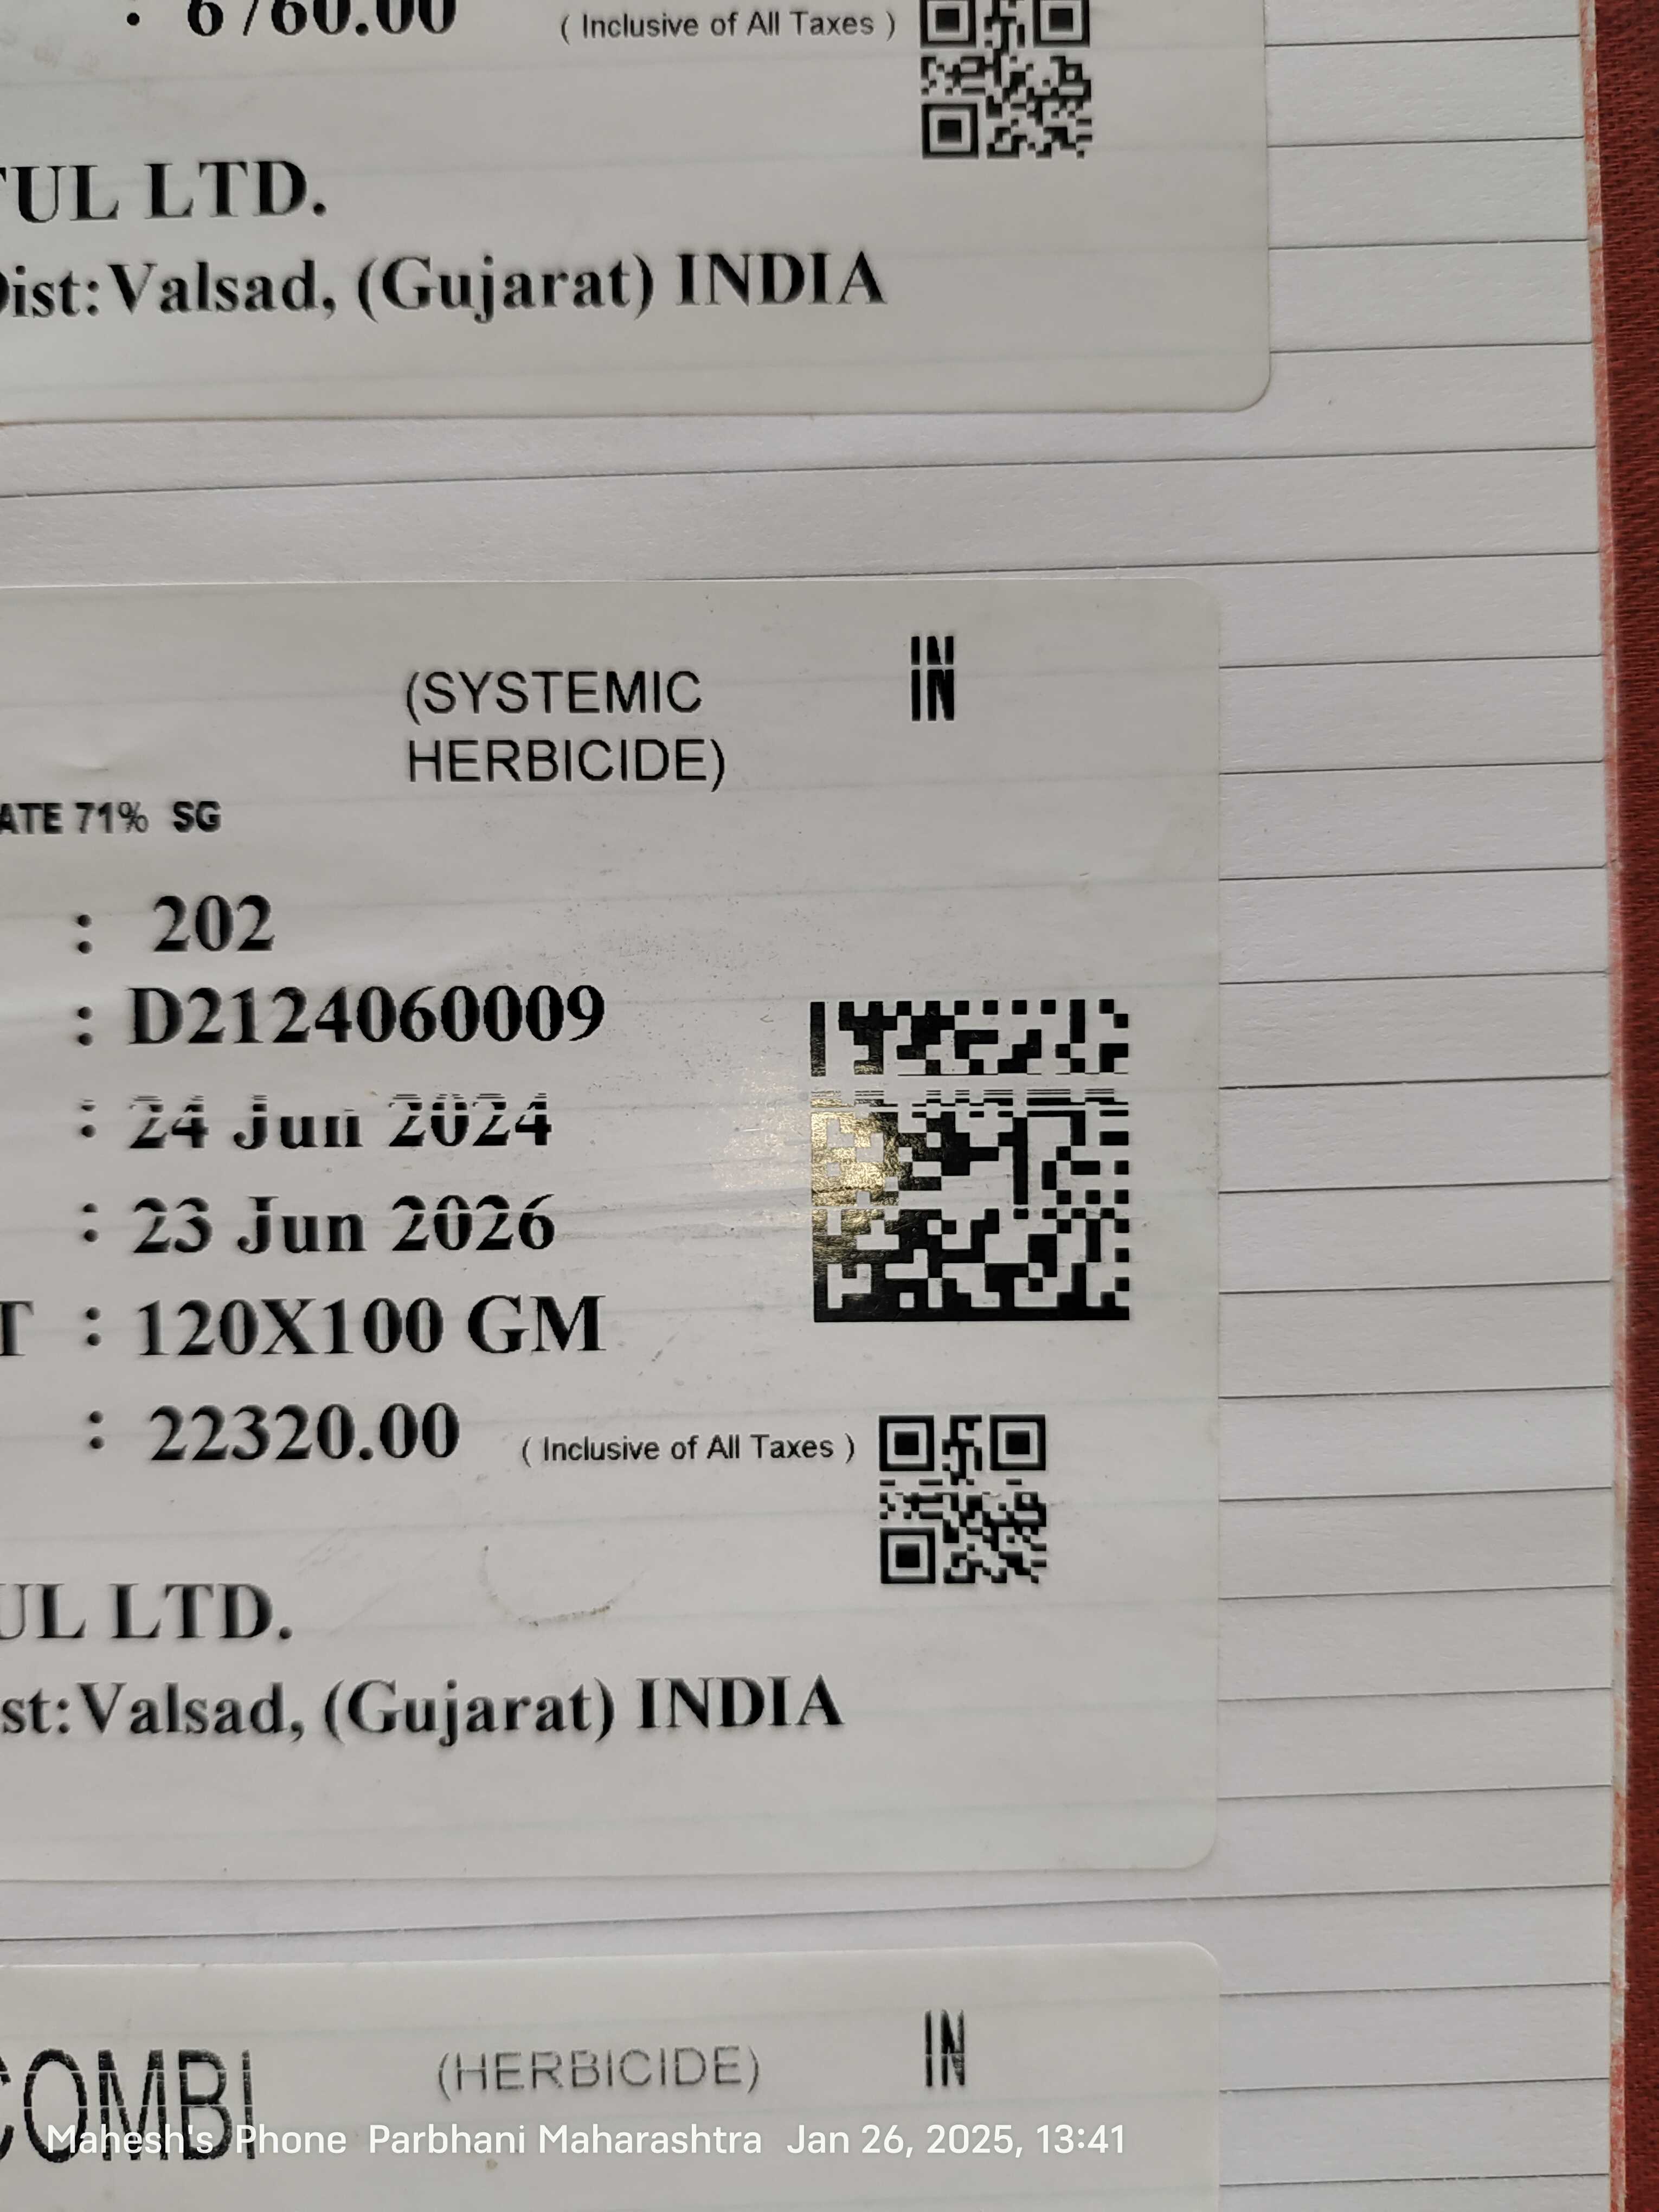 : 6760.00 ( Inclusive of All Taxes )
TUL LTD.
Dist:Valsad, (Gujarat) INDIA
(SYSTEMIC IN
HERBICIDE)
ATE 71% SG
: 202
: D2124060009
: 24 Jun 2024
: 23 Jun 2026
T : 120X100 GM
: 22320.00 ( Inclusive of All Taxes )
UL LTD.
st:Valsad, (Gujarat) INDIA
COMBI (HERBICIDE) IN
Mahesh's Phone Parbhani Maharashtra Jan 26, 2025, 13:41